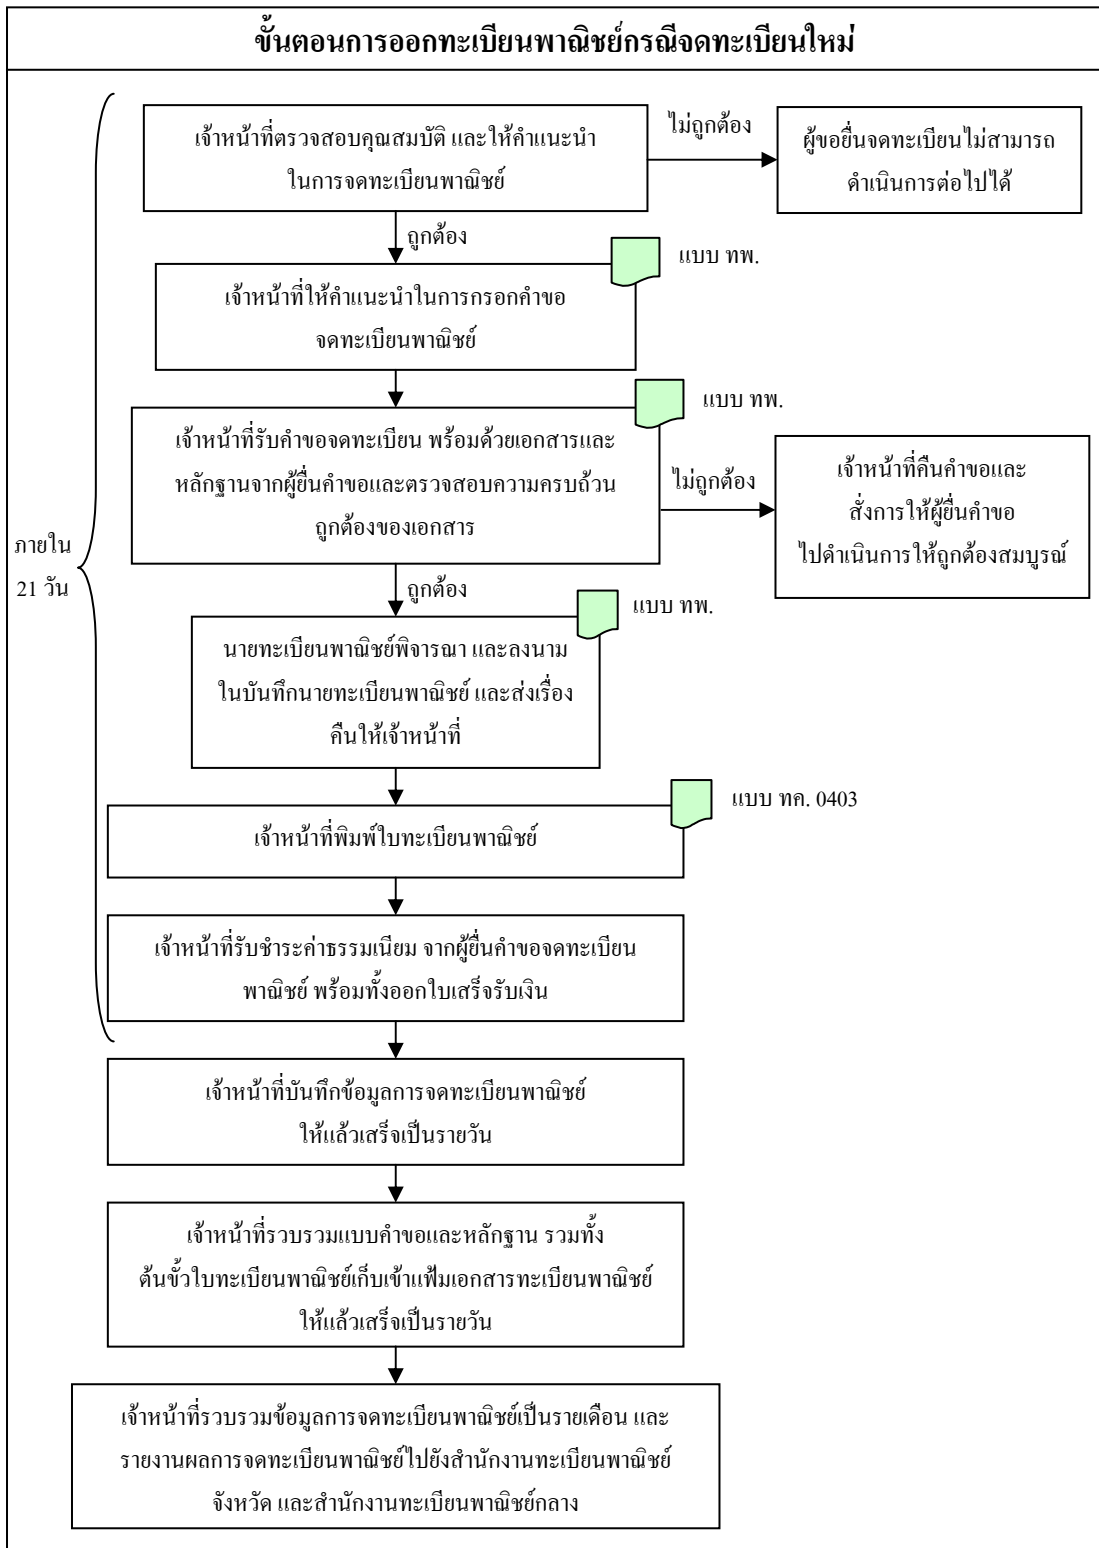 ขั้นตอนการออกทะเบียนพาณิชย์กรณีจดทะเบียนใหม่
เจ้าหน้าที่ตรวจสอบคุณสมบัติ และให้คำแนะนำ
ในการจดทะเบียนพาณิชย์
ไม่ถูกต้อง
ผู้ขอยื่นจดทะเบียนไม่สามารถ
ดำเนินการต่อไปได้
ถูกต้อง
แบบ ทพ.
เจ้าหน้าที่ให้คำแนะนำในการกรอกคำขอ
จดทะเบียนพาณิชย์
แบบ ทพ.
เจ้าหน้าที่รับคำขอจดทะเบียน พร้อมด้วยเอกสารและ
หลักฐานจากผู้ยื่นคำขอและตรวจสอบความครบถ้วน
ถูกต้องของเอกสาร
ไม่ถูกต้อง
เจ้าหน้าที่คืนคำขอและ
สั่งการให้ผู้ยื่นคำขอ
ไปดำเนินการให้ถูกต้องสมบูรณ์
ภายใน
21 วัน
ถูกต้อง
แบบ ทพ.
นายทะเบียนพาณิชย์พิจารณา และลงนาม
ในบันทึกนายทะเบียนพาณิชย์ และส่งเรื่อง
คืนให้เจ้าหน้าที่
แบบ ทค. 0403
เจ้าหน้าที่พิมพ์ใบทะเบียนพาณิชย์
เจ้าหน้าที่รับชำระค่าธรรมเนียม จากผู้ยื่นคำขอจดทะเบียน
พาณิชย์ พร้อมทั้งออกใบเสร็จรับเงิน
เจ้าหน้าที่บันทึกข้อมูลการจดทะเบียนพาณิชย์
ให้แล้วเสร็จเป็นรายวัน
เจ้าหน้าที่รวบรวมแบบคำขอและหลักฐาน รวมทั้ง
ต้นขั้วใบทะเบียนพาณิชย์เก็บเข้าแฟ้มเอกสารทะเบียนพาณิชย์
ให้แล้วเสร็จเป็นรายวัน
เจ้าหน้าที่รวบรวมข้อมูลการจดทะเบียนพาณิชย์เป็นรายเดือน และ
รายงานผลการจดทะเบียนพาณิชย์ไปยังสำนักงานทะเบียนพาณิชย์
จังหวัด และสำนักงานทะเบียนพาณิชย์กลาง